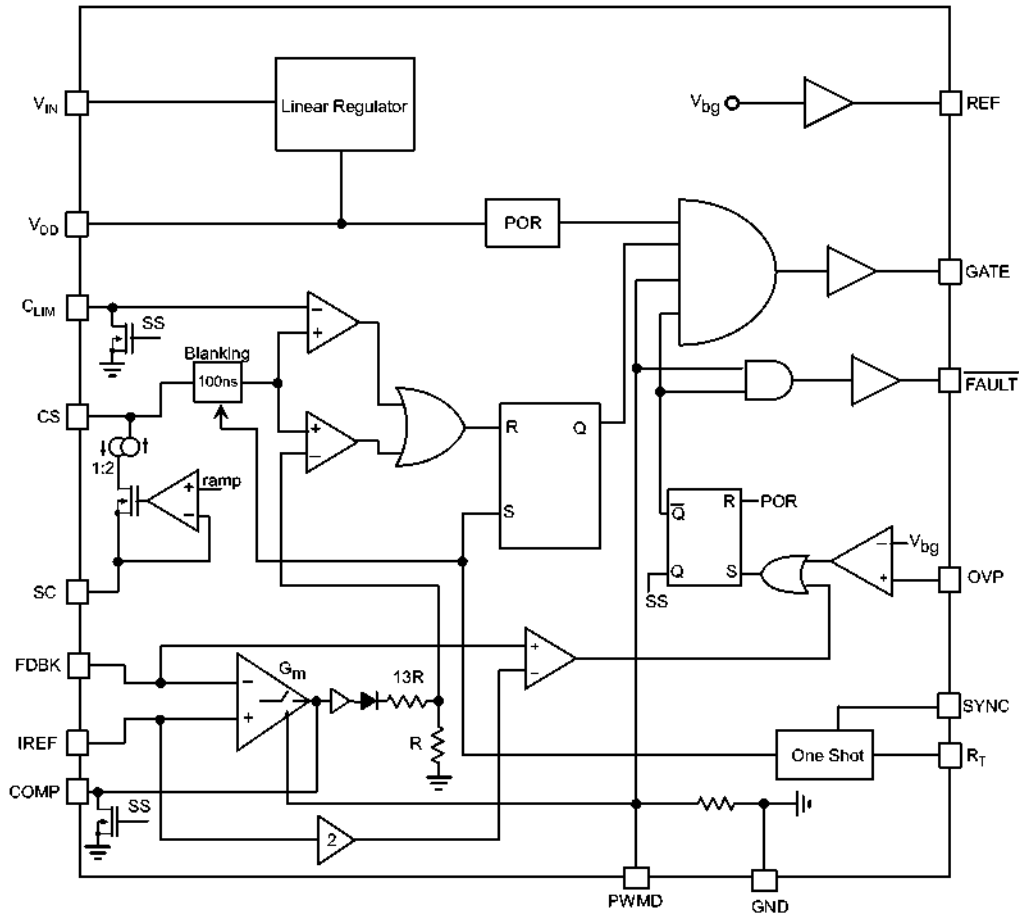 V_IN
Linear Regulator
V_bg
REF
V_DD
POR
GATE
C_LIM
SS
Blanking
100ns
FAULT
CS
R
Q
S
1:2
ramp
+
−
−
+
+
−
Q
R
POR
Q
S
SS
−
V_bg
+
OVP
SC
FDBK
G_m
13R
+
−
−
+
R
IREF
SYNC
One Shot
R_T
COMP
SS
2
PWMD
GND